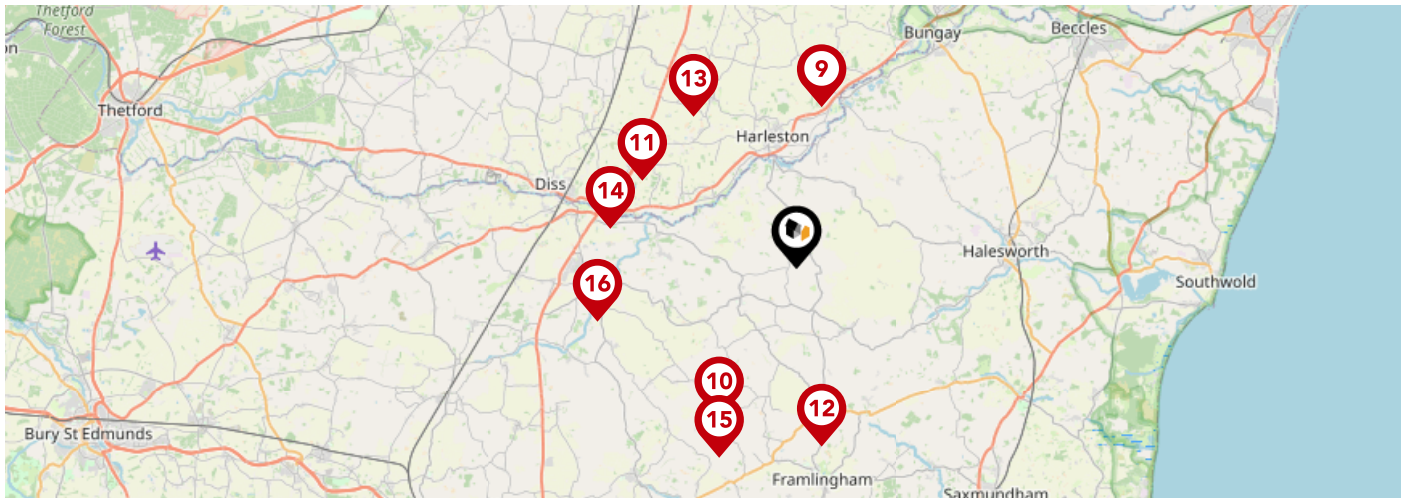 Thetford
Forest
Bungay
Beccles
on
13
9
Thetford
Harleston
11
Diss
14
Halesworth
16
Southwold
10
12
15
Bury St Edmunds
Framlingham
Saxmundham